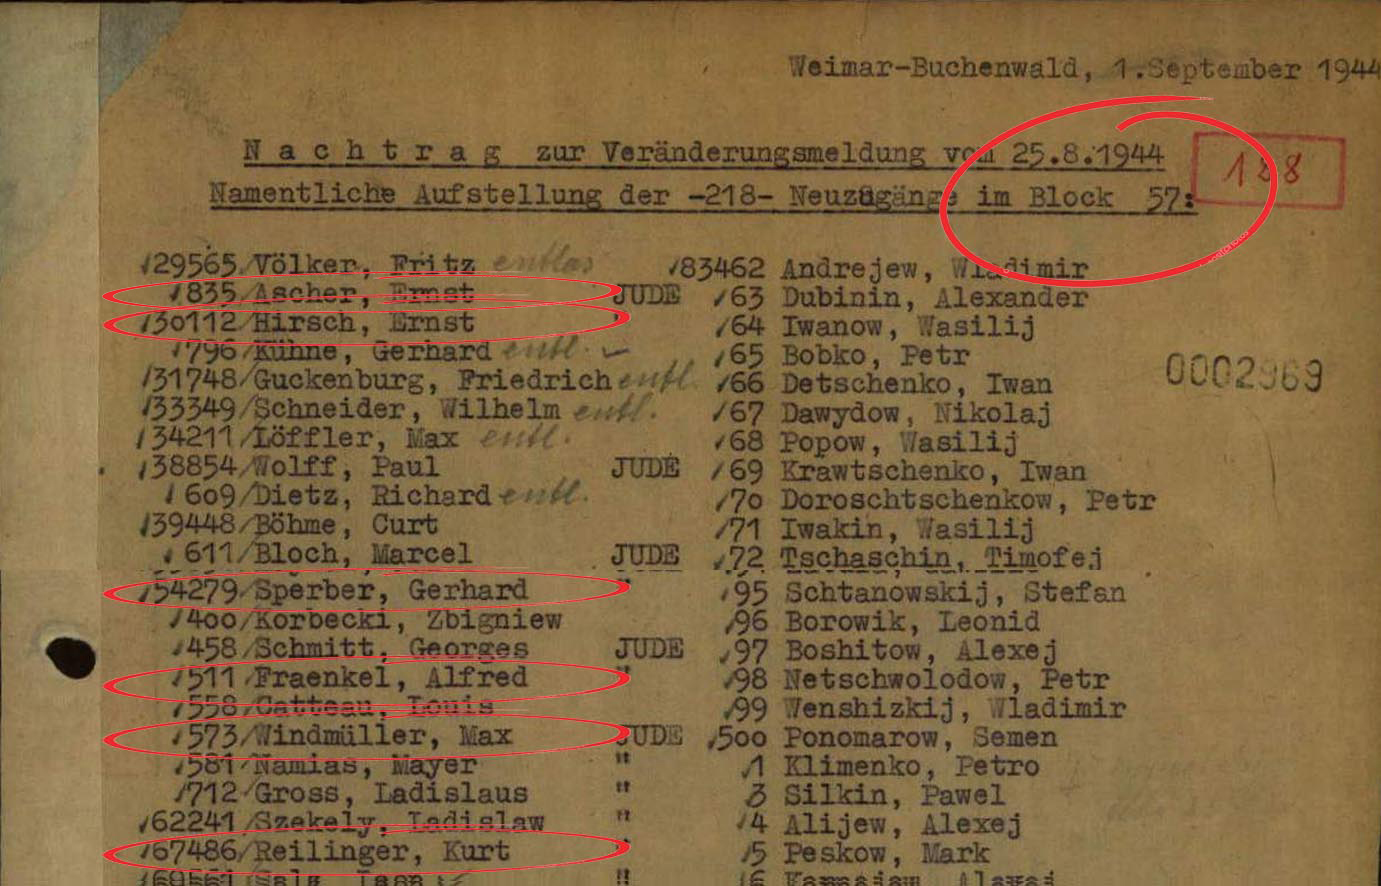 Weimar-Buchenwald, 1.September 1944
Nachtrag zur Veränderungsmeldung vom 25.8.1944
188
Namentliche Aufstellung der -218- Neuzugänge im Block 57:
29565/Völker, Fritz entlas
835/Ascher, Ernst JUDE
30112/Hirsch, Ernst "
796/Kühne, Gerhard entl.
31748/Guckenburg, Friedrich entl.
33349/Schneider, Wilhelm entl.
34211/Löffler, Max entl.
38854/Wolff, Paul JUDE
609/Dietz, Richard entl.
39448/Böhme, Curt
611/Bloch, Marcel JUDE
54279/Sperber, Gerhard "
400/Korbecki, Zbigniew
458/Schmitt, Georges JUDE
511/Fraenkel, Alfred "
558/Gatteau, Louis
573/Windmüller, Max JUDE
581/Namias, Mayer "
712/Gross, Ladislaus "
62241/Szekely, Ladislaw "
67486/Reilinger, Kurt "
83462 Andrejew, Wladimir
63 Dubinin, Alexander
64 Iwanow, Wasilij
65 Bobko, Petr
66 Detschenko, Iwan
67 Dawydow, Nikolaj
68 Popow, Wasilij
69 Krawtschenko, Iwan
70 Doroschtschenkow, Petr
71 Iwakin, Wasilij
72 Tschaschin, Timofej
95 Schtanowskij, Stefan
96 Borowik, Leonid
97 Boshitow, Alexej
98 Netschwolodow, Petr
99 Wenshizkij, Wladimir
500 Ponomarow, Semen
1 Klimenko, Petro
3 Silkin, Pawel
4 Alijew, Alexej
5 Peskow, Mark
0002969